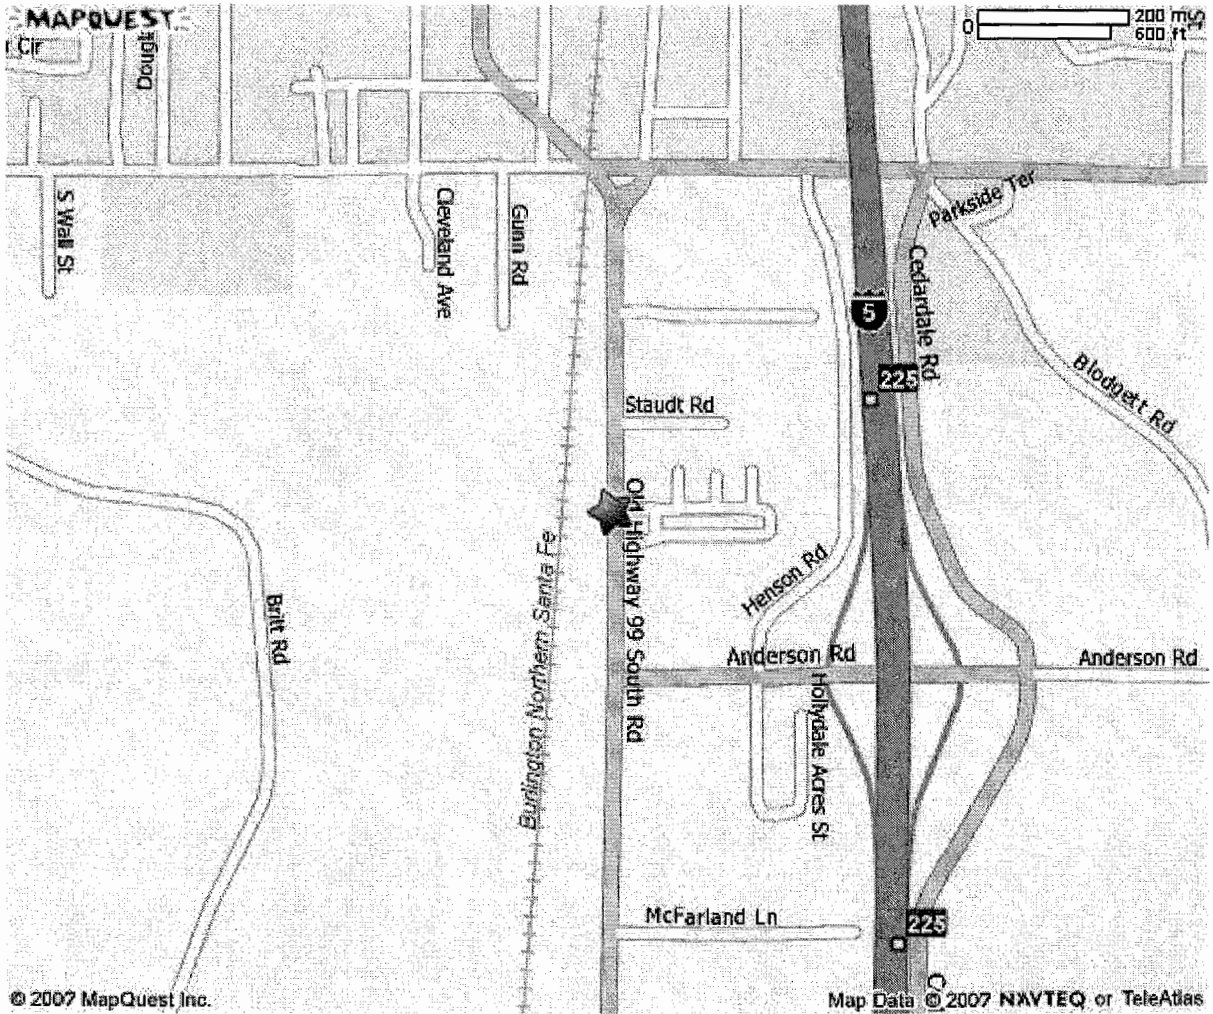 MAPQUEST
200 m
0
600 ft
r Cir
Dougl
S Wall St
Cleveland Ave
Gunn Rd
Parkside Ter
Cedardale Rd
5
225
Blodgett Rd
Staudt Rd
Old Highway 99 South Rd
Burlington Northern Santa Fe
Henson Rd
Britt Rd
Anderson Rd
Anderson Rd
Hollydale Acres St
McFarland Ln
225
C
© 2007 MapQuest Inc.
Map Data © 2007 NAVTEQ or TeleAtlas